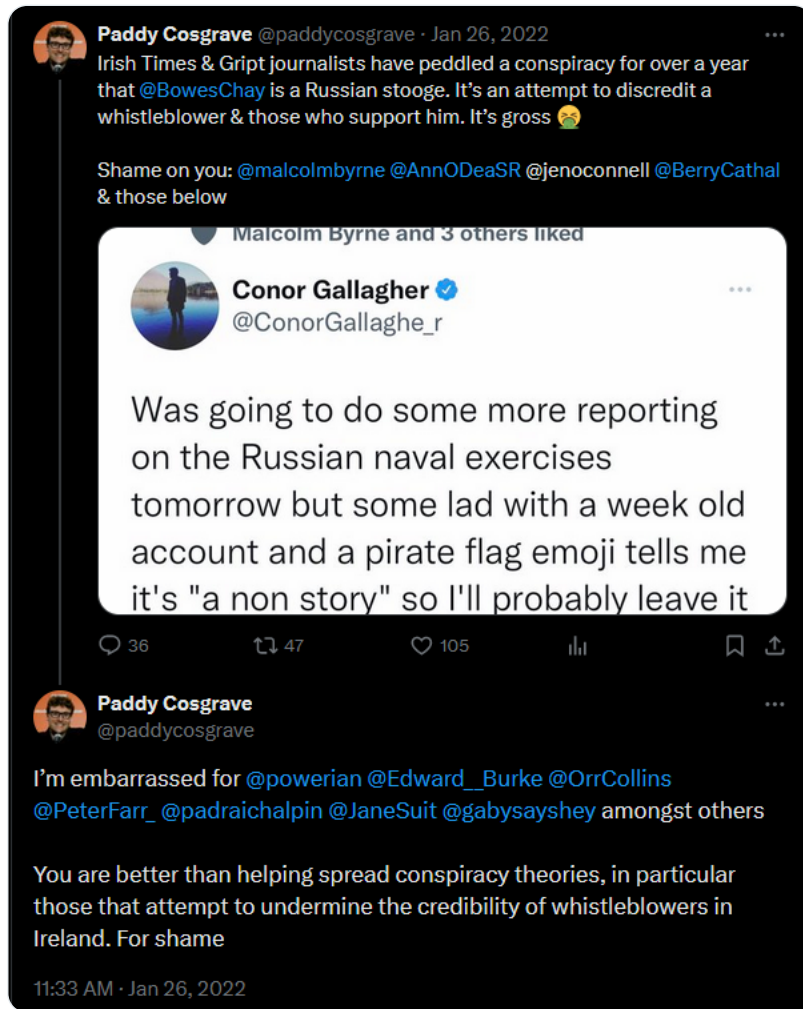 Paddy Cosgrave @paddycosgrave · Jan 26, 2022
Irish Times & Gript journalists have peddled a conspiracy for over a year
that @BowesChay is a Russian stooge. It’s an attempt to discredit a
whistleblower & those who support him. It’s gross 🤮
Shame on you: @malcolmbyrne @AnnODeaSR @jenoconnell @BerryCathal
& those below
Malcolm Byrne and 3 others liked
Conor Gallagher
@ConorGallaghe_r
Was going to do some more reporting
on the Russian naval exercises
tomorrow but some lad with a week old
account and a pirate flag emoji tells me
it's "a non story" so I'll probably leave it
36 47 105
Paddy Cosgrave
@paddycosgrave
I’m embarrassed for @powerian @Edward__Burke @OrrCollins
@PeterFarr_ @padraichalpin @JaneSuit @gabysayshey amongst others
You are better than helping spread conspiracy theories, in particular
those that attempt to undermine the credibility of whistleblowers in
Ireland. For shame
11:33 AM · Jan 26, 2022